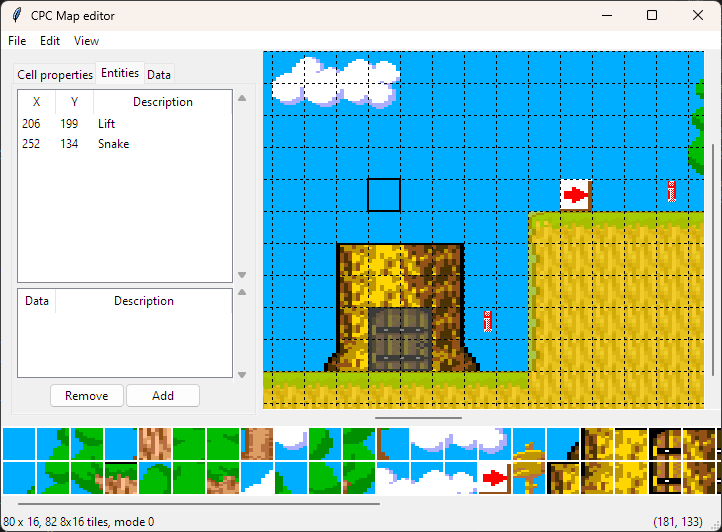 CPC Map editor
File Edit View
Cell properties Entities Data
X Y Description
206 199 Lift
252 134 Snake
Data Description
Remove Add
80 x 16, 82 8x16 tiles, mode 0 (181, 133)